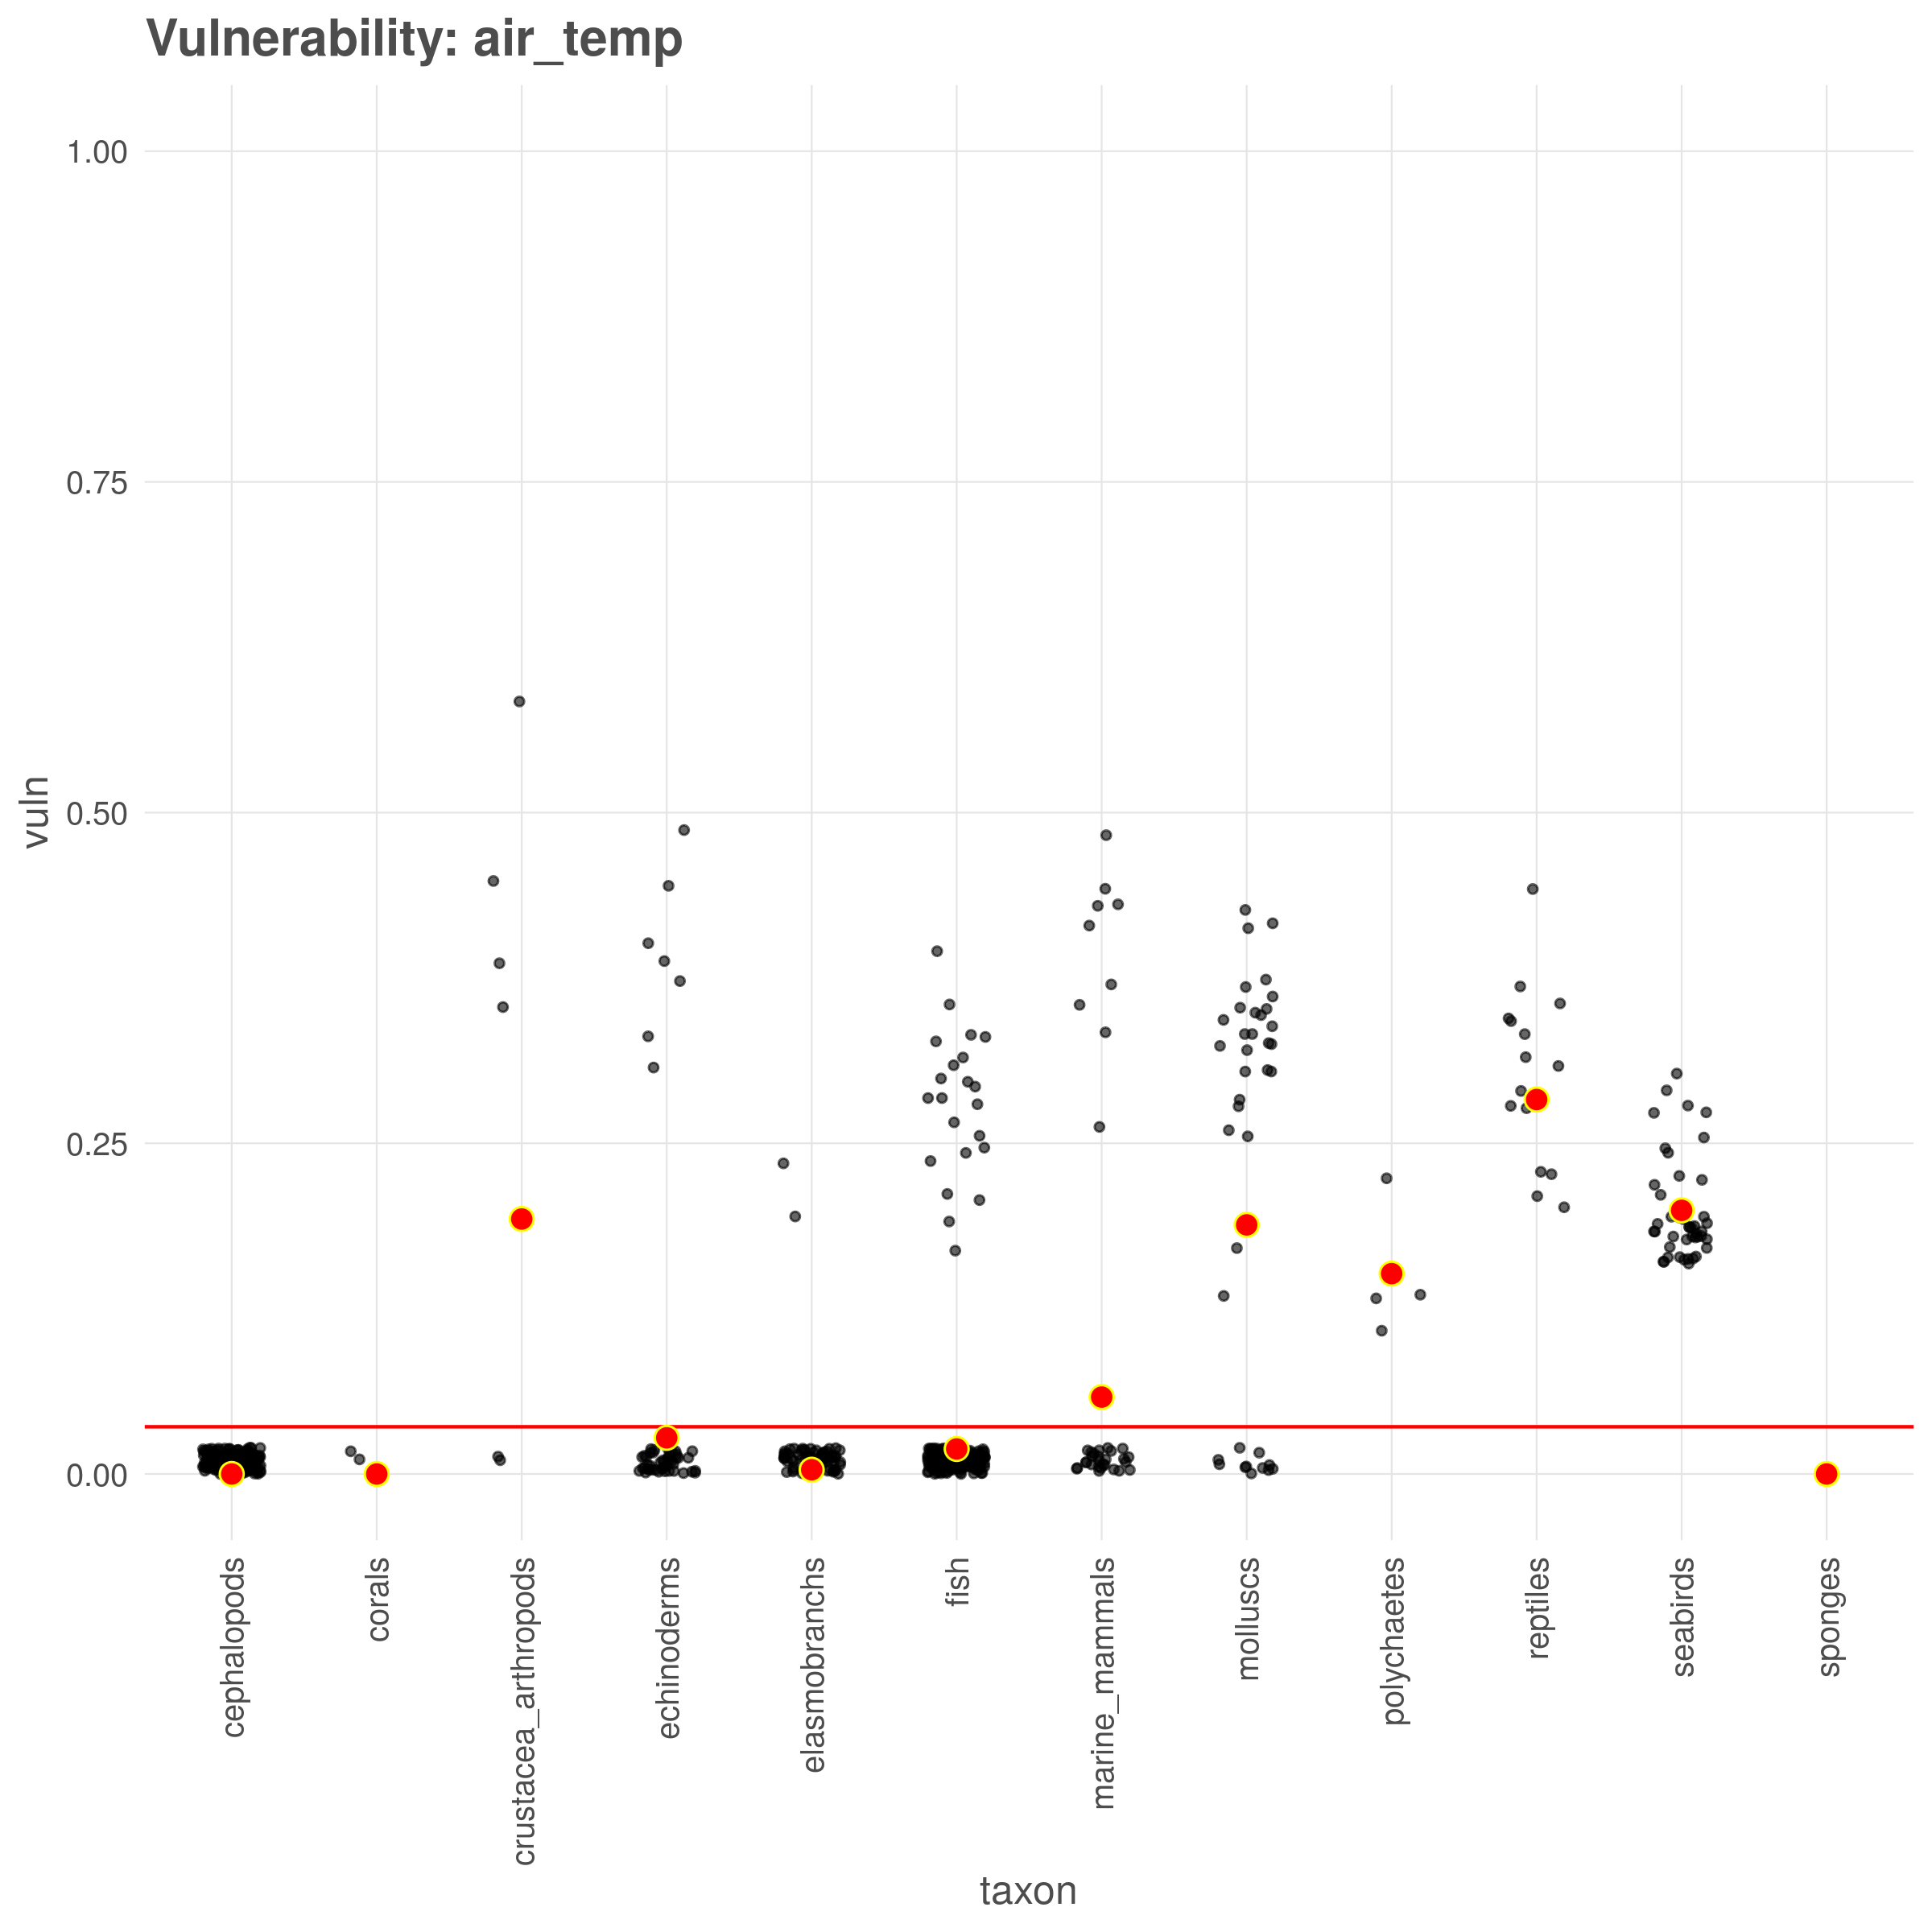 Vulnerability: air_temp
1.00
0.75
0.50
0.25
0.00
vuln
cephalopods
corals
crustacea_arthropods
echinoderms
elasmobranchs
fish
marine_mammals
molluscs
polychaetes
reptiles
seabirds
sponges
taxon